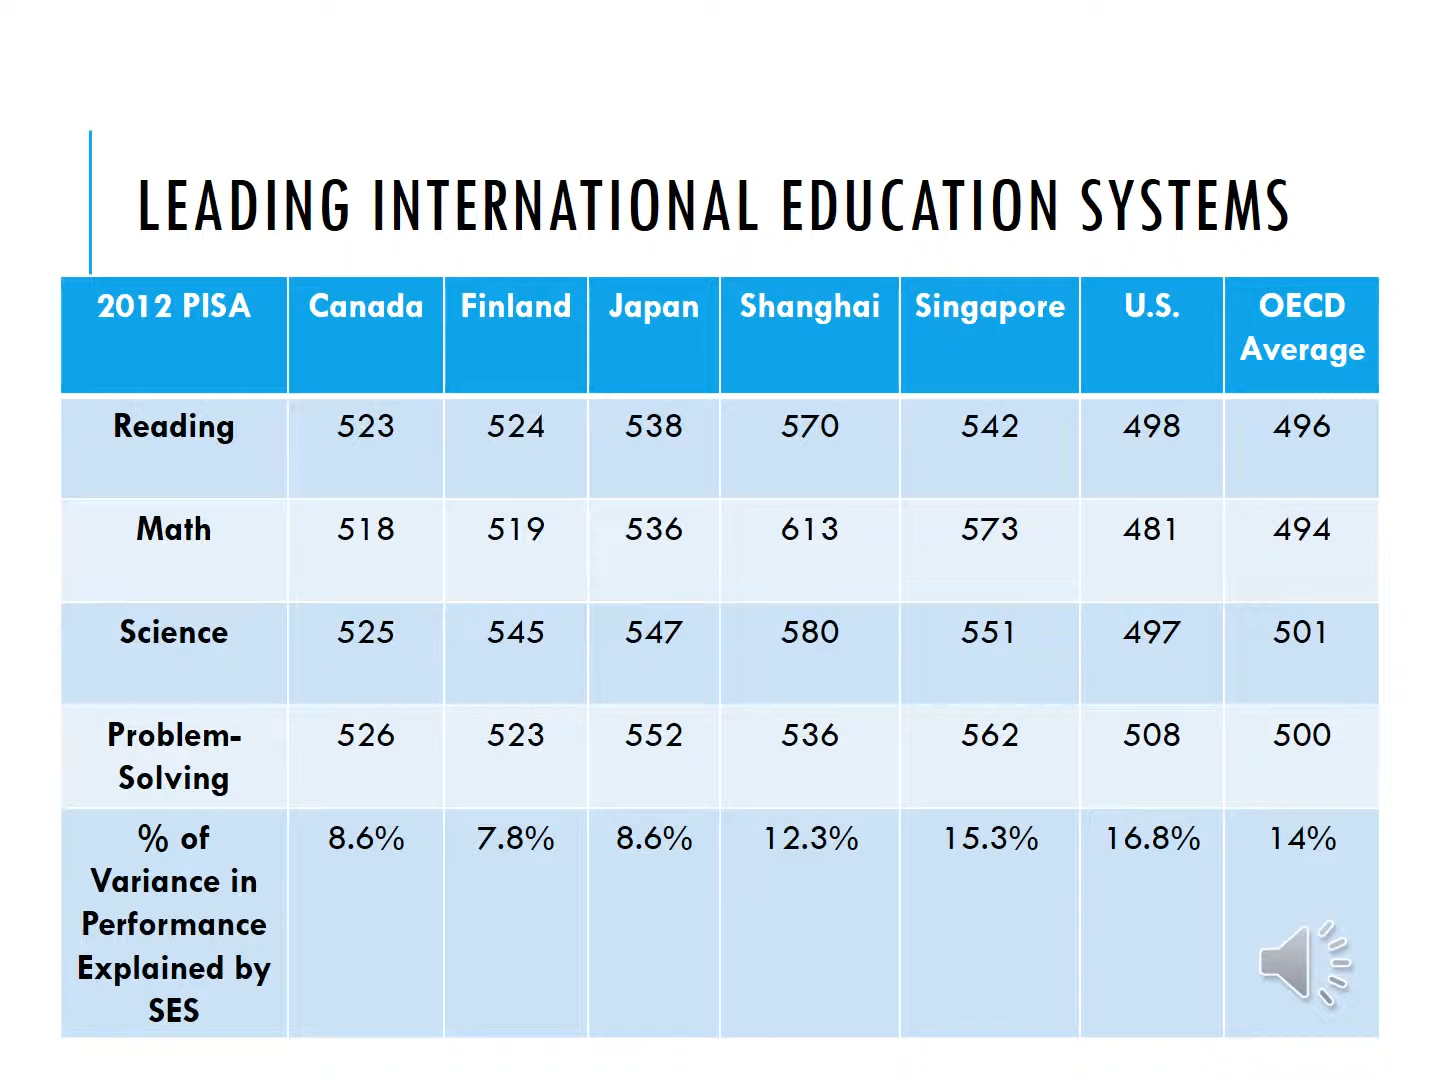 LEADING INTERNATIONAL EDUCATION SYSTEMS
2012 PISA Canada Finland Japan Shanghai Singapore U.S. OECD
Average
Reading 523 524 538 570 542 498 496
Math 518 519 536 613 573 481 494
Science 525 545 547 580 551 497 501
Problem- 526 523 552 536 562 508 500
Solving
% of 8.6% 7.8% 8.6% 12.3% 15.3% 16.8% 14%
Variance in
Performance
Explained by
SES